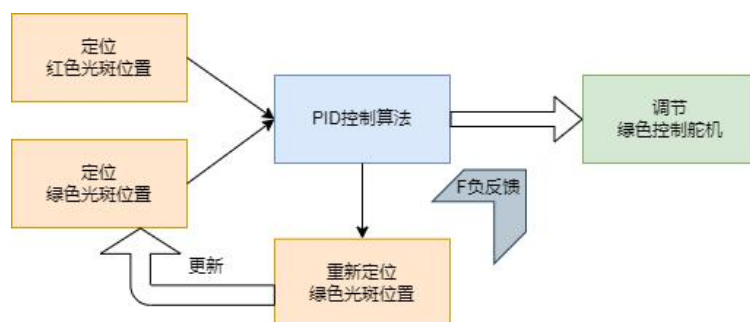 定位
红色光斑位置
PID控制算法
调节
绿色控制舵机
定位
绿色光斑位置
F负反馈
更新
重新定位
绿色光斑位置